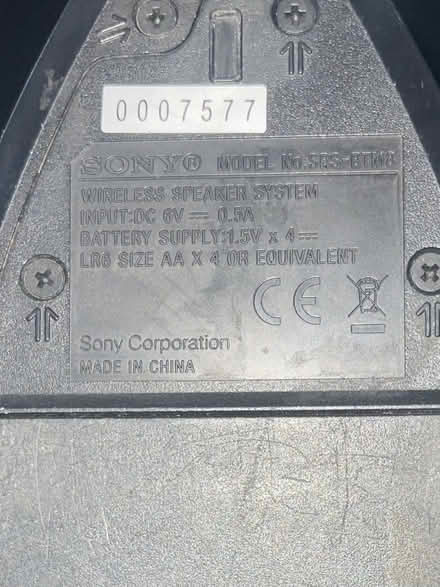 0007577
SONY® MODEL No.SRS-BTM8
WIRELESS SPEAKER SYSTEM
INPUT:DC 6V ⎓ 0.5A
BATTERY SUPPLY:1.5V x 4⎓
LR6 SIZE AA X 4 OR EQUIVALENT
CE
Sony Corporation
MADE IN CHINA